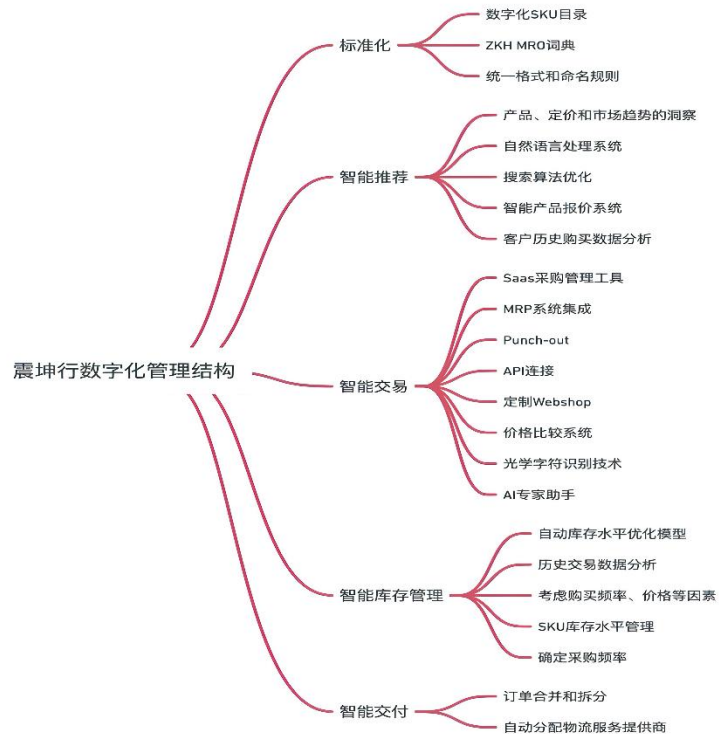 震坤行数字化管理结构
标准化
数字化SKU目录
ZKH MRO词典
统一格式和命名规则
智能推荐
产品、定价和市场趋势的洞察
自然语言处理系统
搜索算法优化
智能产品报价系统
客户历史购买数据分析
智能交易
Saas采购管理工具
MRP系统集成
Punch-out
API连接
定制Webshop
价格比较系统
光学字符识别技术
AI专家助手
智能库存管理
自动库存水平优化模型
历史交易数据分析
考虑购买频率、价格等因素
SKU库存水平管理
确定采购频率
智能交付
订单合并和拆分
自动分配物流服务提供商